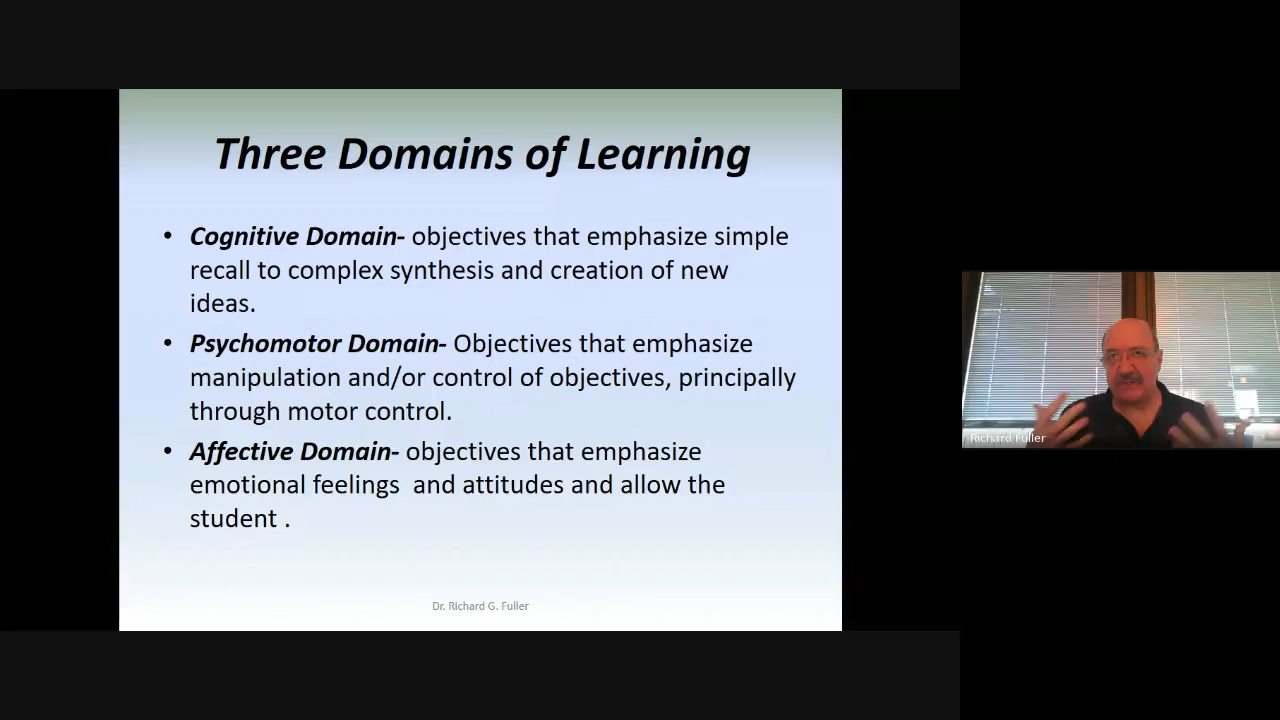 Three Domains of Learning
• Cognitive Domain- objectives that emphasize simple
recall to complex synthesis and creation of new
ideas.
• Psychomotor Domain- Objectives that emphasize
manipulation and/or control of objectives, principally
through motor control.
• Affective Domain- objectives that emphasize
emotional feelings  and attitudes and allow the
student .
Dr. Richard G. Fuller
Richard Fuller